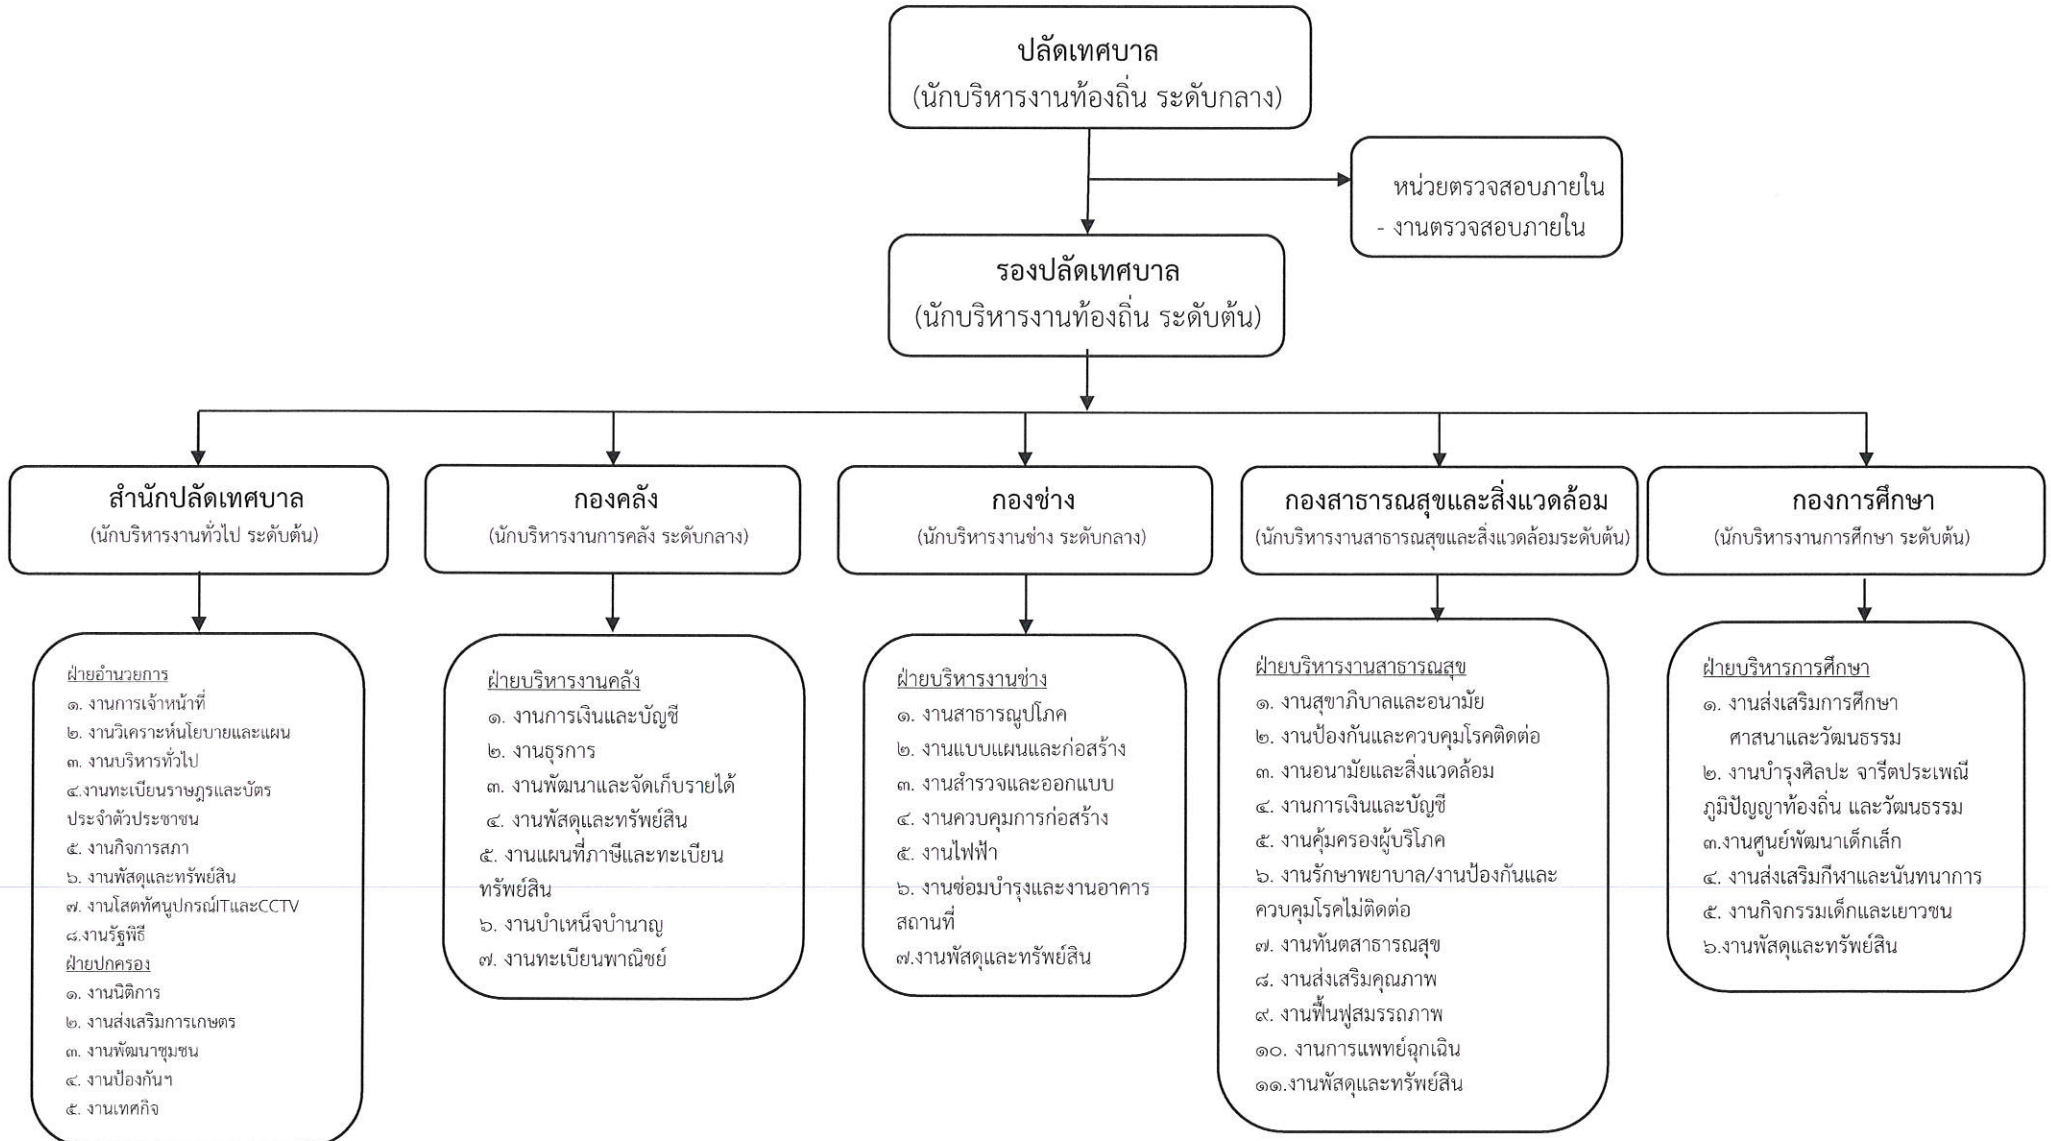 ปลัดเทศบาล
(นักบริหารงานท้องถิ่น ระดับกลาง)
หน่วยตรวจสอบภายใน
- งานตรวจสอบภายใน
รองปลัดเทศบาล
(นักบริหารงานท้องถิ่น ระดับต้น)
สำนักปลัดเทศบาล
(นักบริหารงานทั่วไป ระดับต้น)
กองคลัง
(นักบริหารงานการคลัง ระดับกลาง)
กองช่าง
(นักบริหารงานช่าง ระดับกลาง)
กองสาธารณสุขและสิ่งแวดล้อม
(นักบริหารงานสาธารณสุขและสิ่งแวดล้อมระดับต้น)
กองการศึกษา
(นักบริหารงานการศึกษา ระดับต้น)
ฝ่ายอำนวยการ
๑. งานการเจ้าหน้าที่
๒. งานวิเคราะห์นโยบายและแผน
๓. งานบริหารทั่วไป
๔.งานทะเบียนราษฎรและบัตร
ประจำตัวประชาชน
๕. งานกิจการสภา
๖. งานพัสดุและทรัพย์สิน
๗. งานโสตทัศนูปกรณ์ITและCCTV
๘.งานรัฐพิธี
ฝ่ายปกครอง
๑. งานนิติการ
๒. งานส่งเสริมการเกษตร
๓. งานพัฒนาชุมชน
๔. งานป้องกันฯ
๕. งานเทศกิจ
ฝ่ายบริหารงานคลัง
๑. งานการเงินและบัญชี
๒. งานธุรการ
๓. งานพัฒนาและจัดเก็บรายได้
๔. งานพัสดุและทรัพย์สิน
๕. งานแผนที่ภาษีและทะเบียน
ทรัพย์สิน
๖. งานบำเหน็จบำนาญ
๗. งานทะเบียนพาณิชย์
ฝ่ายบริหารงานช่าง
๑. งานสาธารณูปโภค
๒. งานแบบแผนและก่อสร้าง
๓. งานสำรวจและออกแบบ
๔. งานควบคุมการก่อสร้าง
๕. งานไฟฟ้า
๖. งานซ่อมบำรุงและงานอาคาร
สถานที่
๗.งานพัสดุและทรัพย์สิน
ฝ่ายบริหารงานสาธารณสุข
๑. งานสุขาภิบาลและอนามัย
๒. งานป้องกันและควบคุมโรคติดต่อ
๓. งานอนามัยและสิ่งแวดล้อม
๔. งานการเงินและบัญชี
๕. งานคุ้มครองผู้บริโภค
๖. งานรักษาพยาบาล/งานป้องกันและ
ควบคุมโรคไม่ติดต่อ
๗. งานทันตสาธารณสุข
๘. งานส่งเสริมคุณภาพ
๙. งานฟื้นฟูสมรรถภาพ
๑๐. งานการแพทย์ฉุกเฉิน
๑๑.งานพัสดุและทรัพย์สิน
ฝ่ายบริหารการศึกษา
๑. งานส่งเสริมการศึกษา
ศาสนาและวัฒนธรรม
๒. งานบำรุงศิลปะ จารีตประเพณี
ภูมิปัญญาท้องถิ่น และวัฒนธรรม
๓.งานศูนย์พัฒนาเด็กเล็ก
๔. งานส่งเสริมกีฬาและนันทนาการ
๕. งานกิจกรรมเด็กและเยาวชน
๖.งานพัสดุและทรัพย์สิน